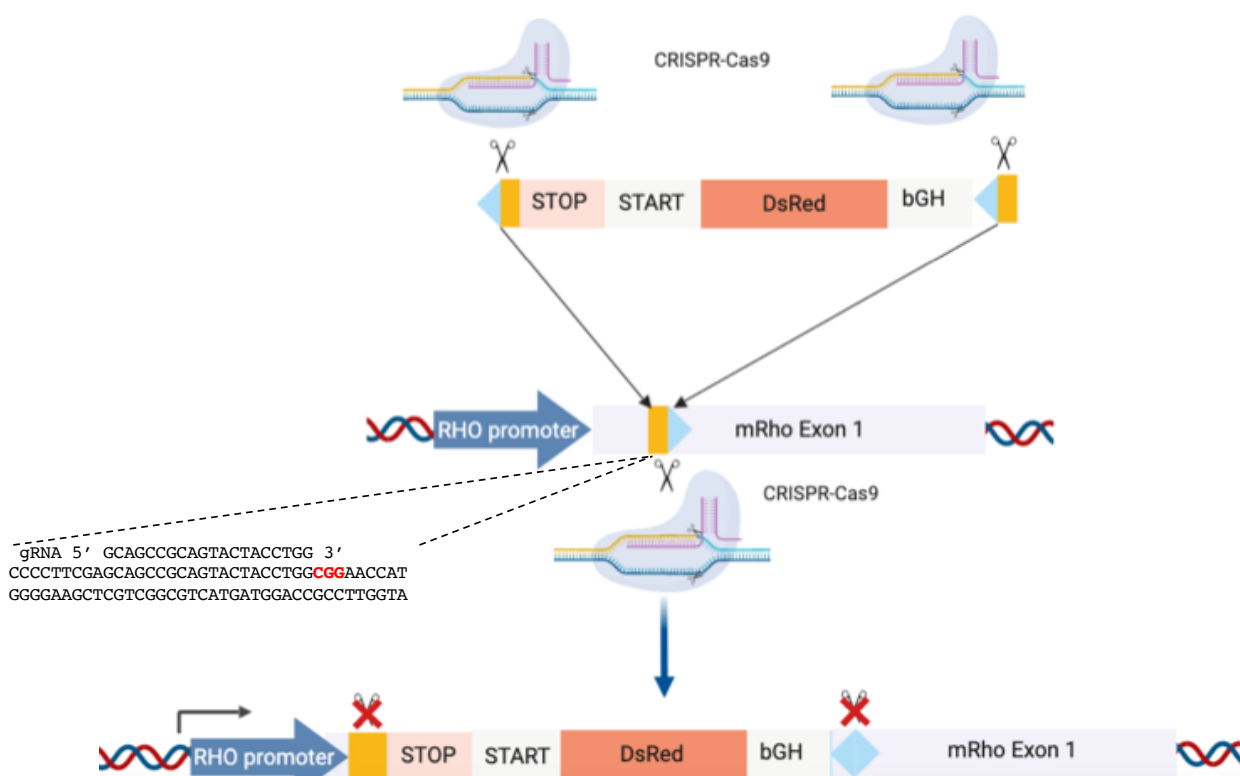 CRISPR-Cas9
STOP START DsRed bGH
RHO promoter mRho Exon 1
CRISPR-Cas9
gRNA 5’ GCAGCCGCAGTACTACCTGG 3’
CCCCTTCGAGCAGCCGCAGTACTACCTGGCGGAACCAT
GGGGAAGCTCGTCGGCGTCATGATGGACCGCCTTGGTA
RHO promoter STOP START DsRed bGH mRho Exon 1